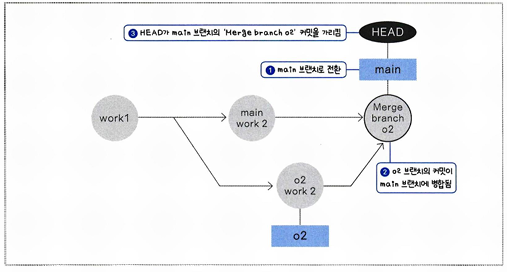 ③ HEAD가 main 브랜치의 'Merge branch o2' 커밋을 가리킴
HEAD
① main 브랜치로 전환
main
work1
main
work 2
Merge
branch
o2
② o2 브랜치의 커밋이
main 브랜치에 병합됨
o2
work 2
o2